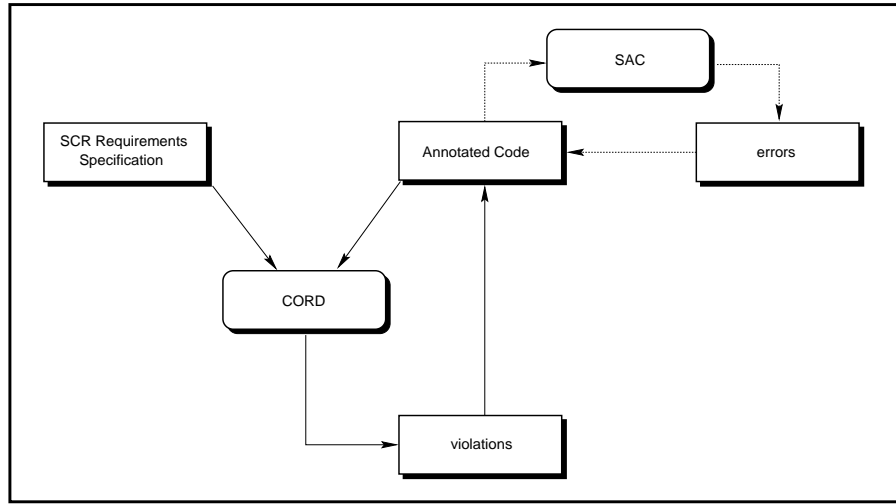 SAC
SCR Requirements
Specification
Annotated Code
errors
CORD
violations